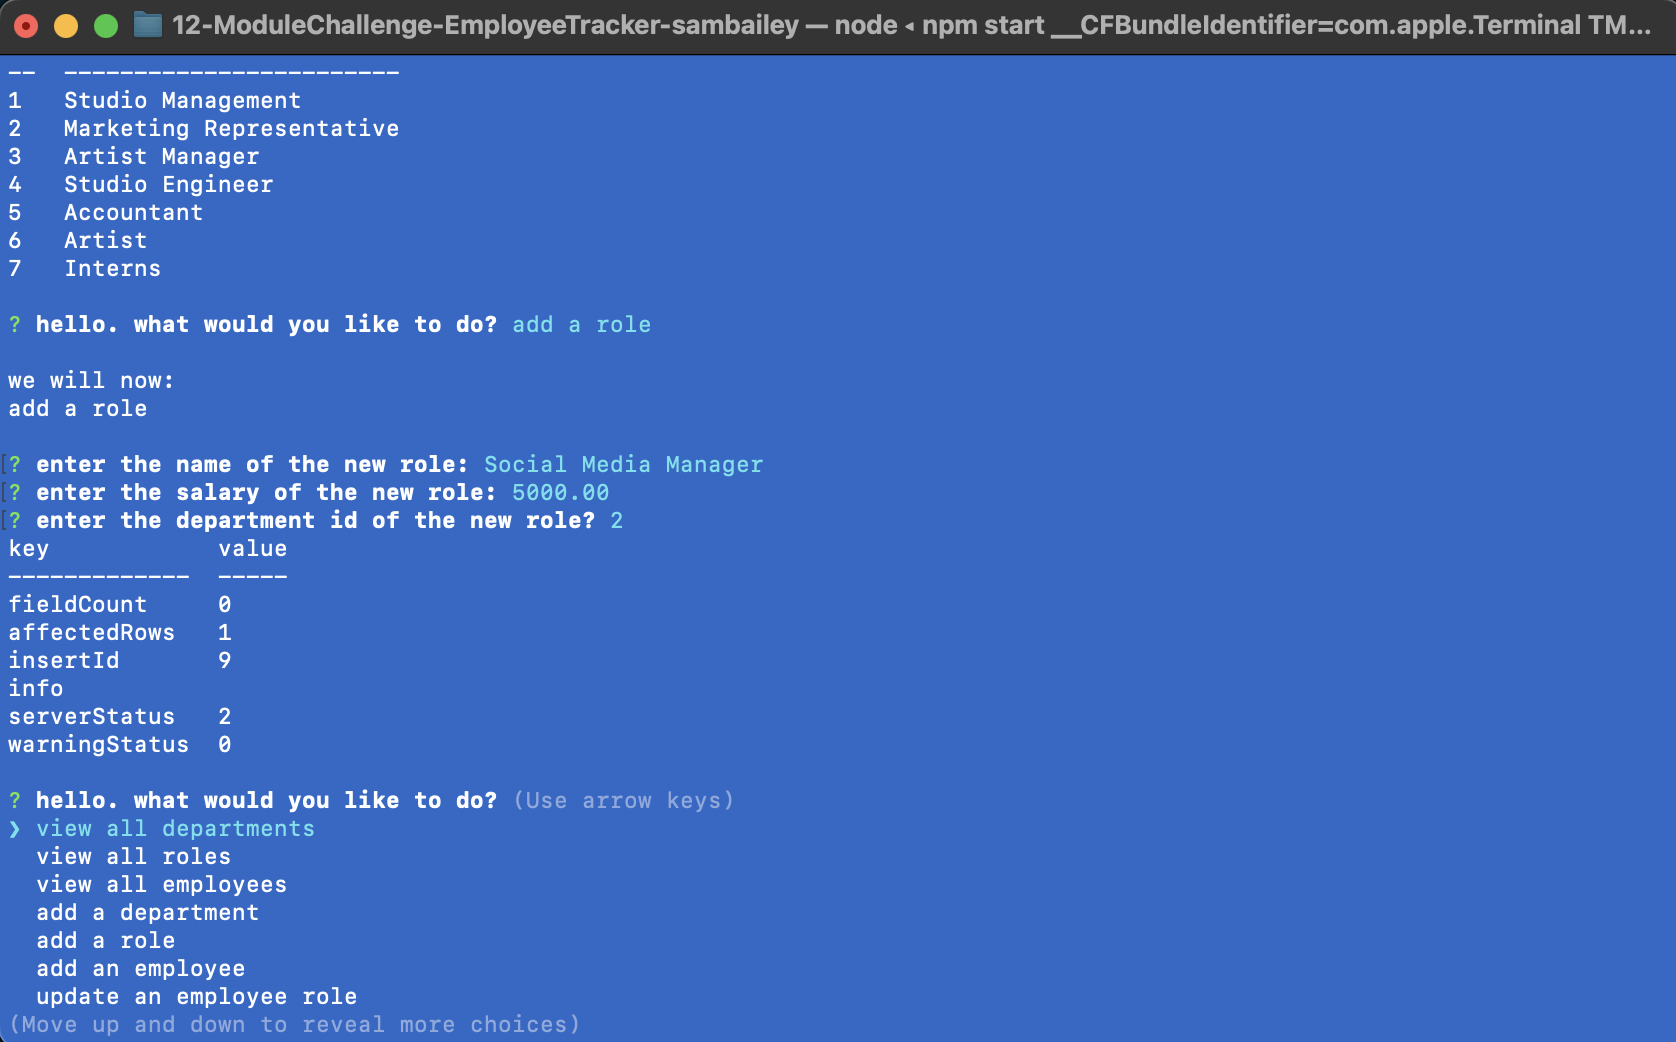 12-ModuleChallenge-EmployeeTracker-sambailey — node ◂ npm start __CFBundleIdentifier=com.apple.Terminal TM...
--  ------------------------
1   Studio Management
2   Marketing Representative
3   Artist Manager
4   Studio Engineer
5   Accountant
6   Artist
7   Interns
? hello. what would you like to do? add a role
we will now:
add a role
[? enter the name of the new role: Social Media Manager
[? enter the salary of the new role: 5000.00
[? enter the department id of the new role? 2
key            value
-------------  -----
fieldCount     0
affectedRows   1
insertId       9
info
serverStatus   2
warningStatus  0
? hello. what would you like to do? (Use arrow keys)
❯ view all departments
  view all roles
  view all employees
  add a department
  add a role
  add an employee
  update an employee role
(Move up and down to reveal more choices)